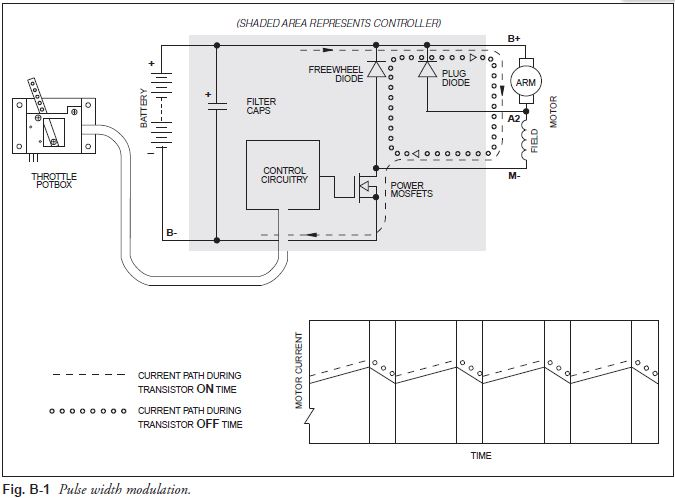 (SHADED AREA REPRESENTS CONTROLLER)
B+
+
FREEWHEEL
DIODE
PLUG
DIODE
ARM
BATTERY
+
FILTER
CAPS
A2
FIELD
MOTOR
THROTTLE
POTBOX
–
CONTROL
CIRCUITRY
POWER
MOSFETS
M-
B-
CURRENT PATH DURING
TRANSISTOR ON TIME
CURRENT PATH DURING
TRANSISTOR OFF TIME
MOTOR CURRENT
TIME
Fig. B-1 Pulse width modulation.